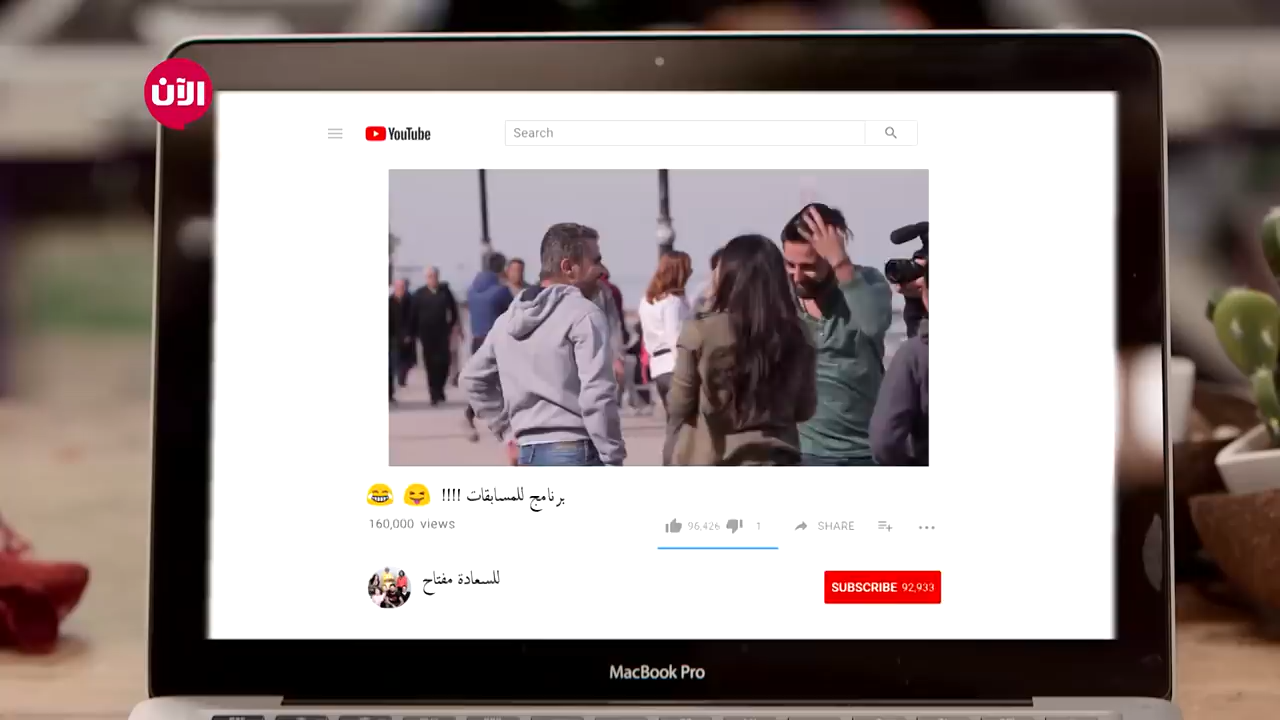 الآن
YouTube
Search
برنامج للمسابقات !!!!
160,000 views
96,426
1
SHARE
للسعادة مفتاح
SUBSCRIBE 92,933
MacBook Pro